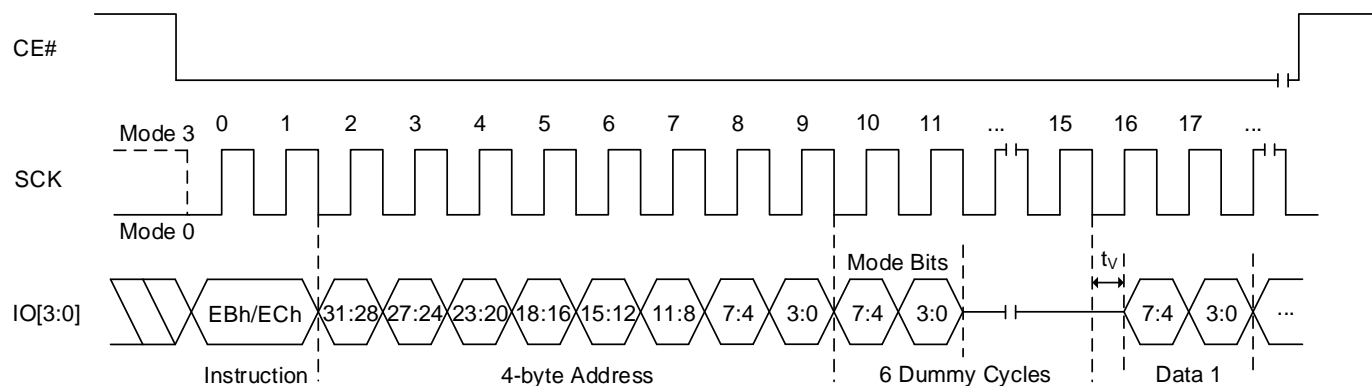 CE#
0 1 2 3 4 5 6 7 8 9 10 11 ... 15 16 17 ...
Mode 3
SCK
Mode 0
Mode Bits
tV
IO[3:0]
EBh/ECh 31:28 27:24 23:20 18:16 15:12 11:8 7:4 3:0 7:4 3:0 7:4 3:0 ...
Instruction 4-byte Address 6 Dummy Cycles Data 1